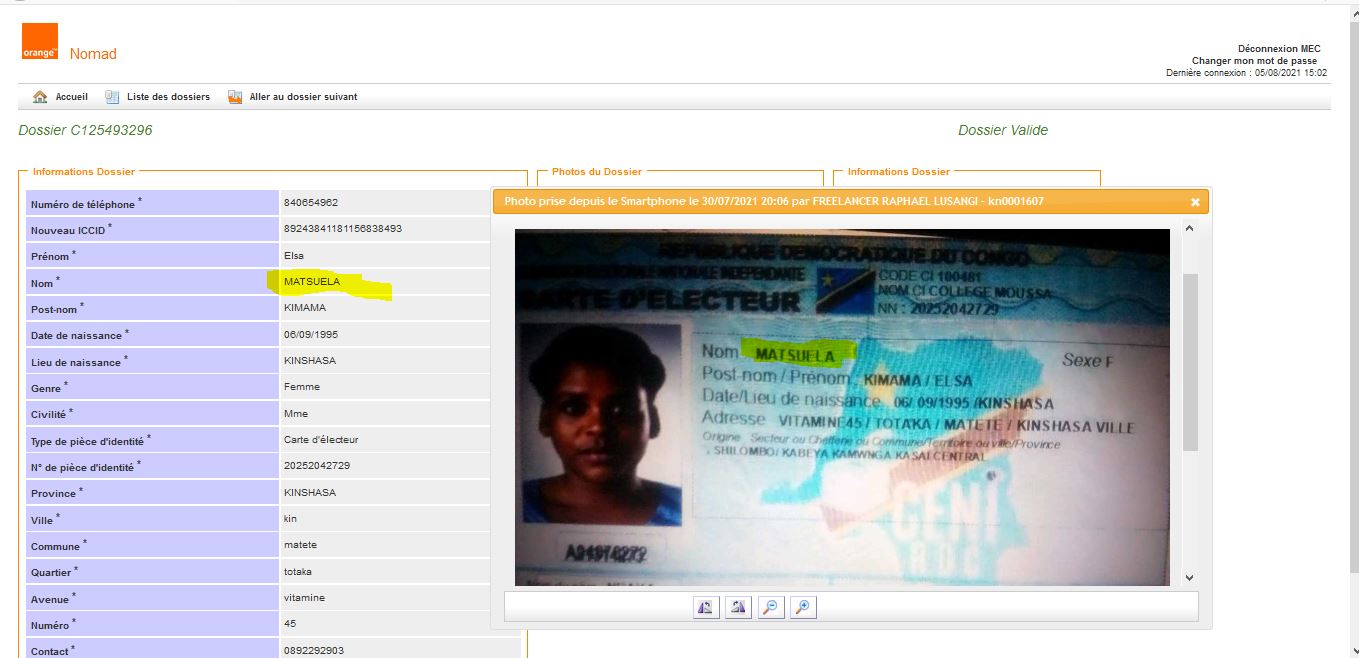 orange™ Nomad
Déconnexion MEC
Changer mon mot de passe
Dernière connexion : 05/08/2021 15:02
Accueil Liste des dossiers Aller au dossier suivant
Dossier C125493296 Dossier Valide
Informations Dossier Photos du Dossier Informations Dossier
Numéro de téléphone * 840654962
Nouveau ICCID * 89243841181156838493
Prénom * Elsa
Nom * MATSUELA
Post-nom * KIMAMA
Date de naissance * 06/09/1995
Lieu de naissance * KINSHASA
Genre * Femme
Civilité * Mme
Type de pièce d'identité * Carte d'électeur
N° de pièce d'identité * 20252042729
Province * KINSHASA
Ville * kin
Commune * matete
Quartier * totaka
Avenue * vitamine
Numéro * 45
Contact * 0892292903
Photo prise depuis le Smartphone le 30/07/2021 20:06 par FREELANCER RAPHAEL LUSANGI - kn0001607
REPUBLIQUE DEMOCRATIQUE DU CONGO
NATIONALE INDEPENDANTE
CARTE D'ELECTEUR
CODE CI 100481
NOM CI COLLEGE MOUSSA
NN : 20252042729
Nom MATSUELA
Sexe F
Post-nom / Prénom KIMAMA / ELSA
Date/Lieu de naissance 06/ 09/1995 /KINSHASA
Adresse VITAMINE45 / TOTAKA / MATETE / KINSHASA VILLE
Origine Secteur ou Chefferie ou Commune/Territoire ou ville/Province
. SHILOMBO/ KABEYA KAMWNGA KASAI CENTRAL
CENI
RDC